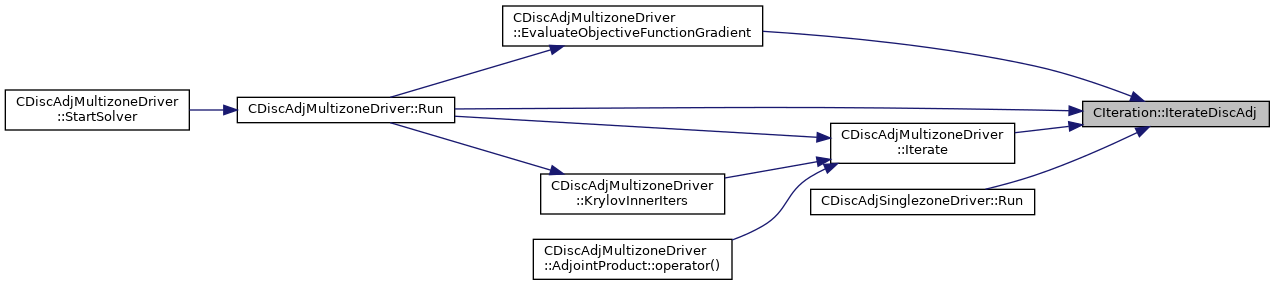 CDiscAdjMultizoneDriver
::EvaluateObjectiveFunctionGradient
CDiscAdjMultizoneDriver
::StartSolver
CDiscAdjMultizoneDriver::Run
CIteration::IterateDiscAdj
CDiscAdjMultizoneDriver
::Iterate
CDiscAdjMultizoneDriver
::KrylovInnerIters
CDiscAdjSinglezoneDriver::Run
CDiscAdjMultizoneDriver
::AdjointProduct::operator()